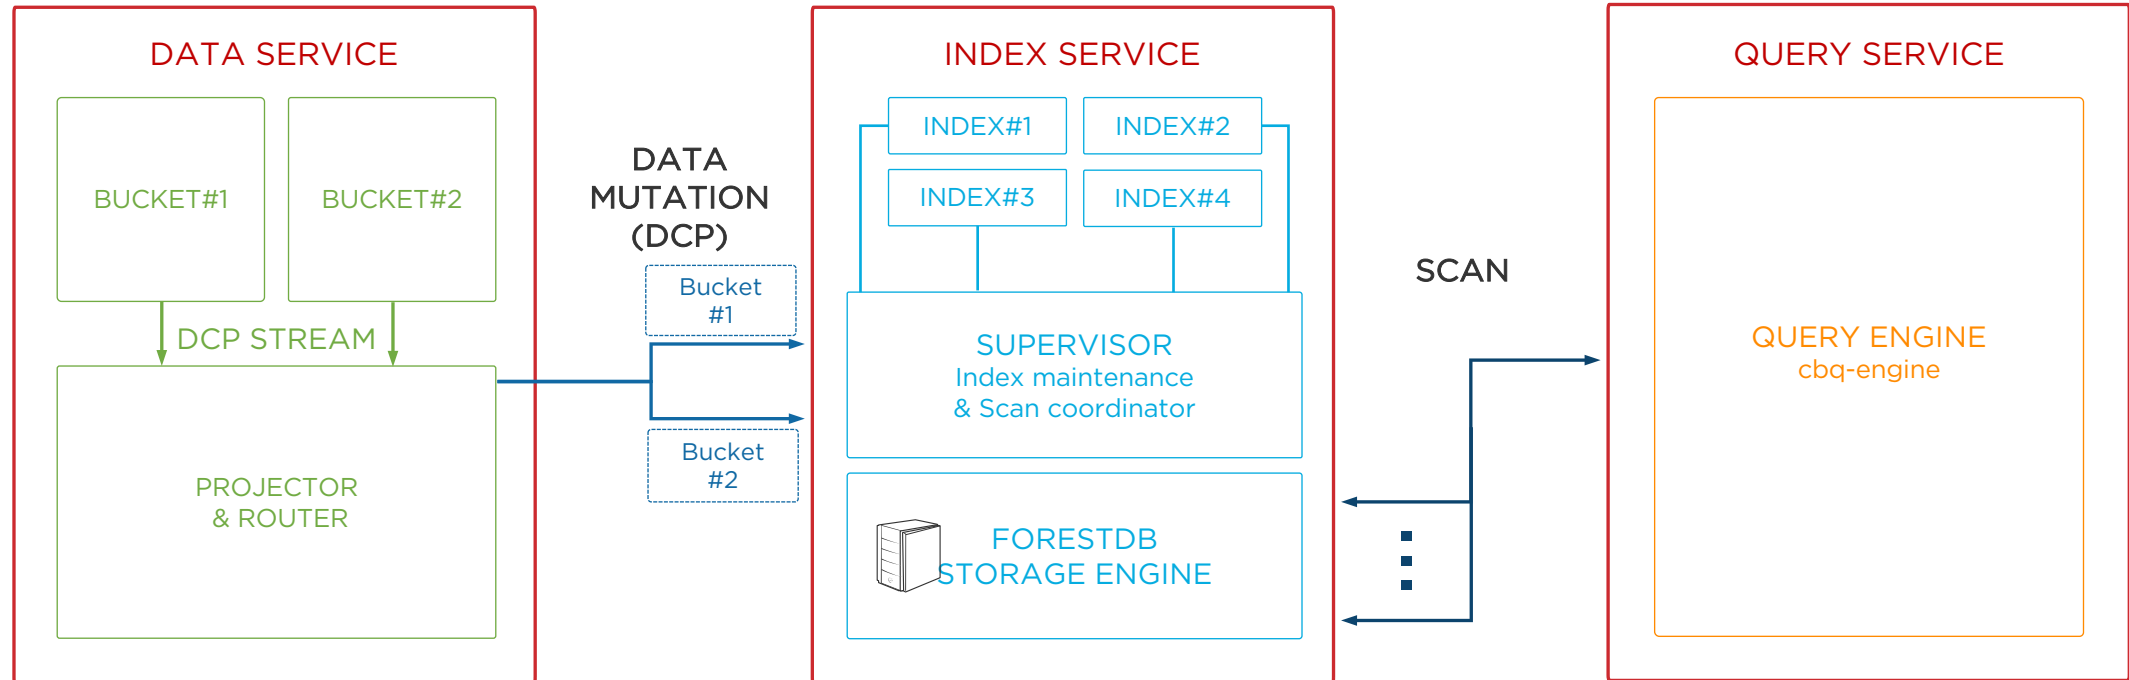 DATA SERVICE
BUCKET#1
BUCKET#2
DCP STREAM
PROJECTOR
& ROUTER
DATA
MUTATION
(DCP)
Bucket
#1
Bucket
#2
INDEX SERVICE
INDEX#1
INDEX#2
INDEX#3
INDEX#4
SUPERVISOR
Index maintenance
& Scan coordinator
FORESTDB
STORAGE ENGINE
SCAN
QUERY SERVICE
QUERY ENGINE
cbq-engine